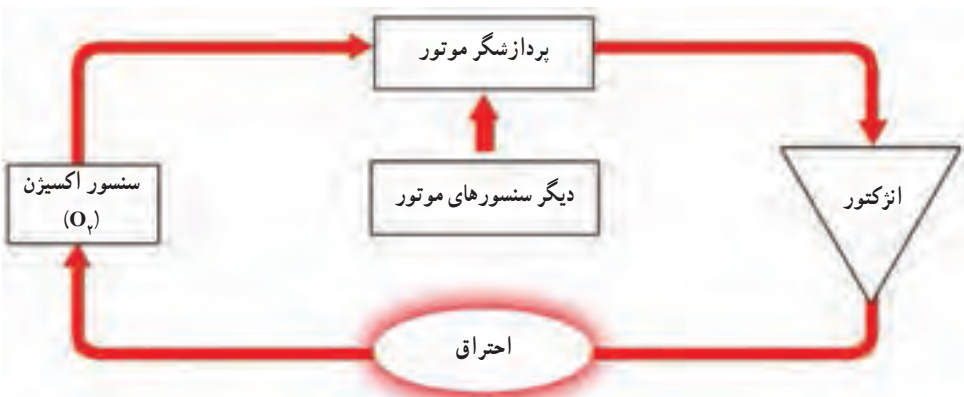 پردازشگر موتور
سنسور اکسیژن
(O۲)
دیگر سنسورهای موتور
انژکتور
احتراق